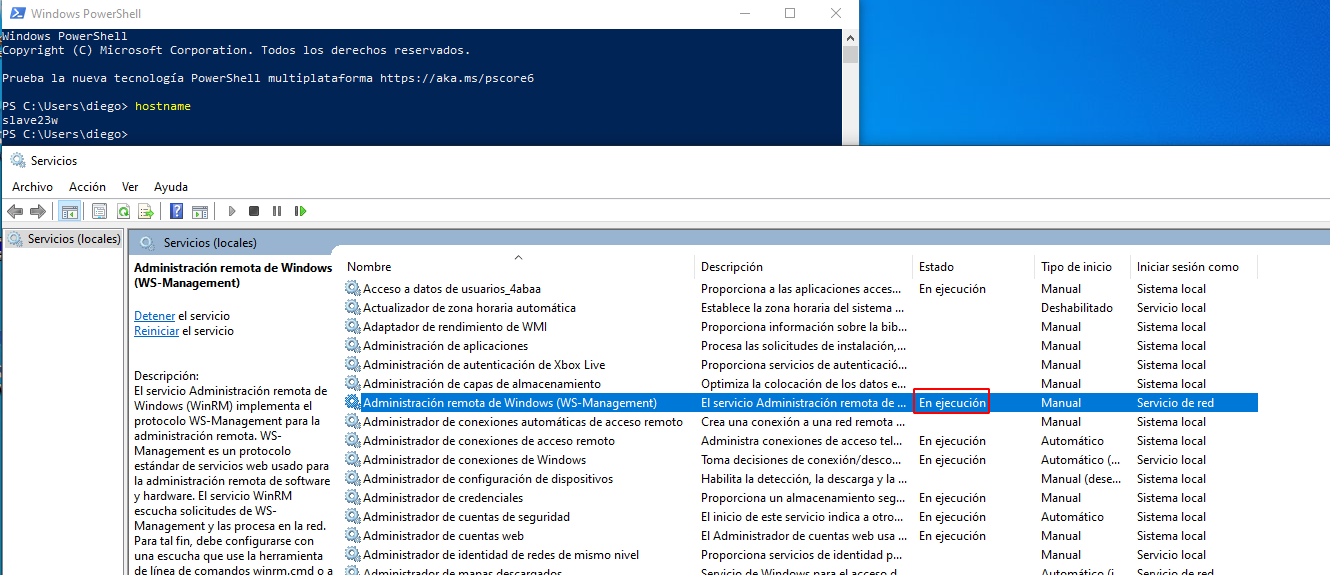 Windows PowerShell
Windows PowerShell
Copyright (C) Microsoft Corporation. Todos los derechos reservados.
Prueba la nueva tecnología PowerShell multiplataforma https://aka.ms/pscore6
PS C:\Users\diego> hostname
slave23w
PS C:\Users\diego>
Servicios
Archivo Acción Ver Ayuda
Servicios (locales)
Servicios (locales)
Administración remota de Windows
(WS-Management)
Detener el servicio
Reiniciar el servicio
Descripción:
El servicio Administración remota de
Windows (WinRM) implementa el
protocolo WS-Management para la
administración remota. WS-
Management es un protocolo
estándar de servicios web usado para
la administración remota de software
y hardware. El servicio WinRM
escucha solicitudes de WS-
Management y las procesa en la red.
Para tal fin, debe configurarse con
una escucha que use la herramienta
de línea de comandos winrm.cmd o a
Nombre Descripción Estado Tipo de inicio Iniciar sesión como
Acceso a datos de usuarios_4abaa Proporciona a las aplicaciones acces... En ejecución Manual Sistema local
Actualizador de zona horaria automática Establece la zona horaria del sistema ... Deshabilitado Servicio local
Adaptador de rendimiento de WMI Proporciona información sobre la bib... Manual Sistema local
Administración de aplicaciones Procesa las solicitudes de instalación,... Manual Sistema local
Administración de autenticación de Xbox Live Proporciona servicios de autenticació... Manual Sistema local
Administración de capas de almacenamiento Optimiza la colocación de los datos e... Manual Sistema local
Administración remota de Windows (WS-Management) El servicio Administración remota de ... En ejecución Manual Servicio de red
Administrador de conexiones automáticas de acceso remoto Crea una conexión a una red remota ... Manual Sistema local
Administrador de conexiones de acceso remoto Administra conexiones de acceso tel... En ejecución Automático Sistema local
Administrador de conexiones de Windows Toma decisiones de conexión/desco... En ejecución Automático (... Servicio local
Administrador de configuración de dispositivos Habilita la detección, la descarga y la ... Manual (dese... Sistema local
Administrador de credenciales Proporciona un almacenamiento seg... En ejecución Manual Sistema local
Administrador de cuentas de seguridad El inicio de este servicio indica a otro... En ejecución Automático Sistema local
Administrador de cuentas web El Administrador de cuentas web usa ... En ejecución Manual Sistema local
Administrador de identidad de redes de mismo nivel Proporciona servicios de identidad p... Manual Servicio local
Administrador de mapas descargados Servicio de Windows para el acceso d